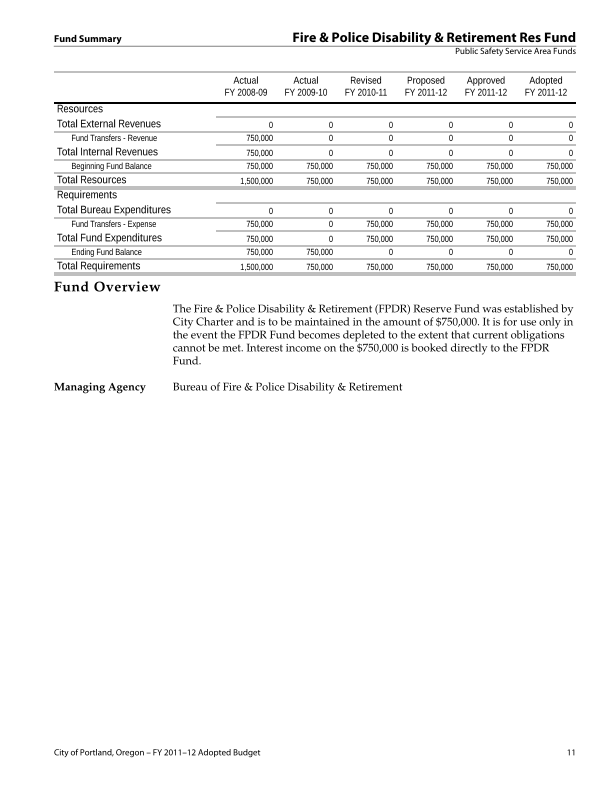 Fund Summary Fire & Police Disability & Retirement Res Fund
Public Safety Service Area Funds
Actual Actual Revised Proposed Approved Adopted
FY 2008-09 FY 2009-10 FY 2010-11 FY 2011-12 FY 2011-12 FY 2011-12
Resources
Total External Revenues 0 0 0 0 0 0
Fund Transfers - Revenue 750,000 0 0 0 0 0
Total Internal Revenues 750,000 0 0 0 0 0
Beginning Fund Balance 750,000 750,000 750,000 750,000 750,000 750,000
Total Resources 1,500,000 750,000 750,000 750,000 750,000 750,000
Requirements
Total Bureau Expenditures 0 0 0 0 0 0
Fund Transfers - Expense 750,000 0 750,000 750,000 750,000 750,000
Total Fund Expenditures 750,000 0 750,000 750,000 750,000 750,000
Ending Fund Balance 750,000 750,000 0 0 0 0
Total Requirements 1,500,000 750,000 750,000 750,000 750,000 750,000
Fund Overview
The Fire & Police Disability & Retirement (FPDR) Reserve Fund was established by
City Charter and is to be maintained in the amount of $750,000. It is for use only in
the event the FPDR Fund becomes depleted to the extent that current obligations
cannot be met. Interest income on the $750,000 is booked directly to the FPDR
Fund.
Managing Agency Bureau of Fire & Police Disability & Retirement
City of Portland, Oregon – FY 2011–12 Adopted Budget 11